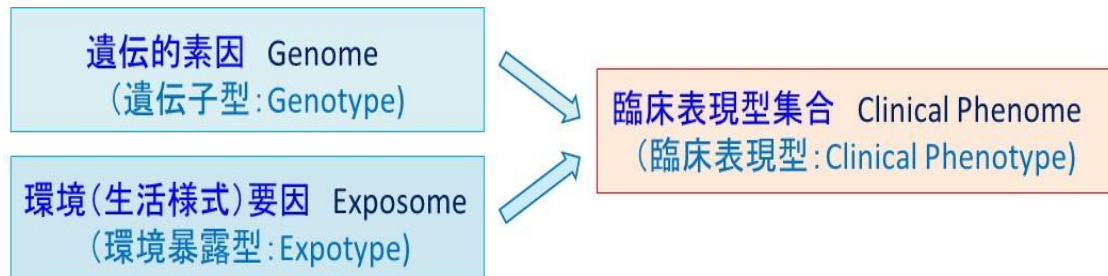 遺伝的素因 Genome
(遺伝子型:Genotype)
環境(生活様式)要因 Exposome
(環境暴露型:Expotype)
臨床表現型集合 Clinical Phenome
(臨床表現型:Clinical Phenotype)